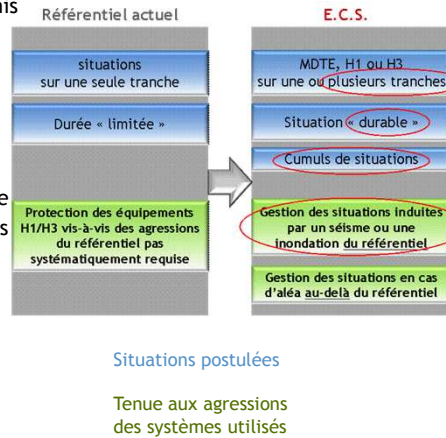 nis
Référentiel actuel
E.C.S.
situations
sur une seule tranche
MDTE, H1 ou H3
sur une ou plusieurs tranches
Durée « limitée »
Situation « durable »
Cumuls de situations
e
s
Protection des équipements
H1/H3 vis-à-vis des agressions
du référentiel pas
systématiquement requise
Gestion des situations induites
par un séisme ou une
inondation du référentiel
Gestion des situations en cas
d'aléa au-delà du référentiel
Situations postulées
Tenue aux agressions
des systèmes utilisés